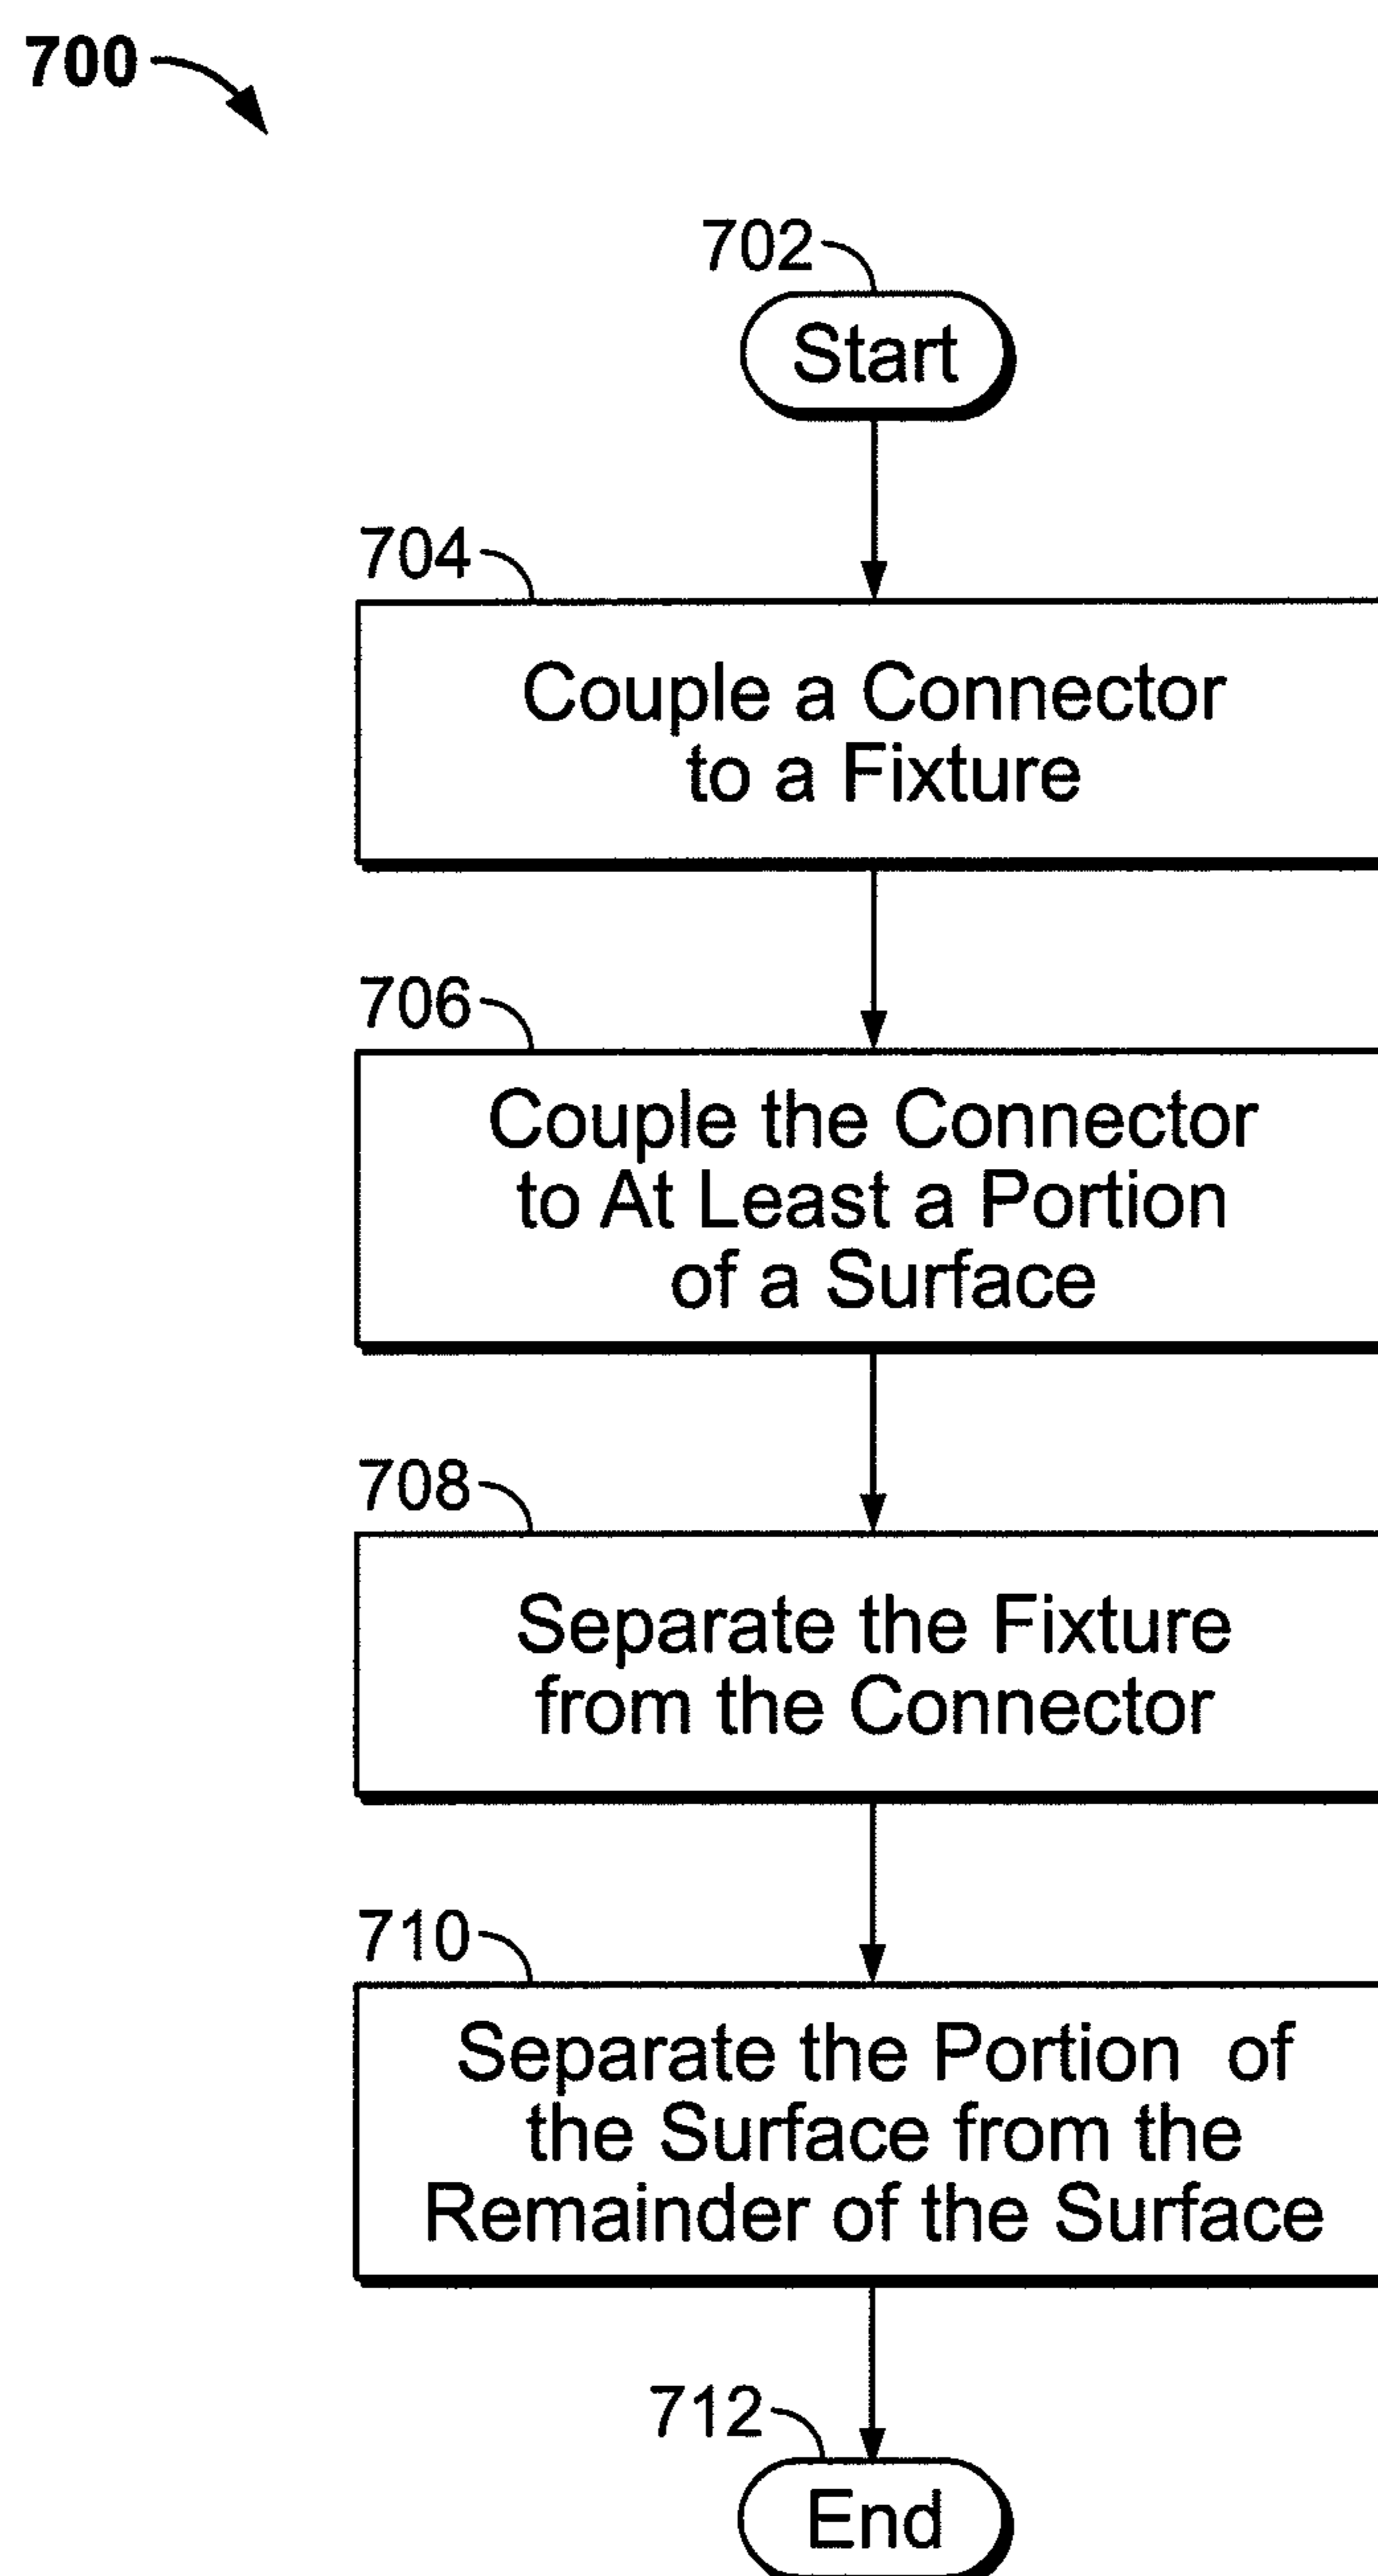 700
702
Start
704
Couple a Connector
to a Fixture
706
Couple the Connector
to At Least a Portion
of a Surface
708
Separate the Fixture
from the Connector
710
Separate the Portion of
the Surface from the
Remainder of the Surface
712
End